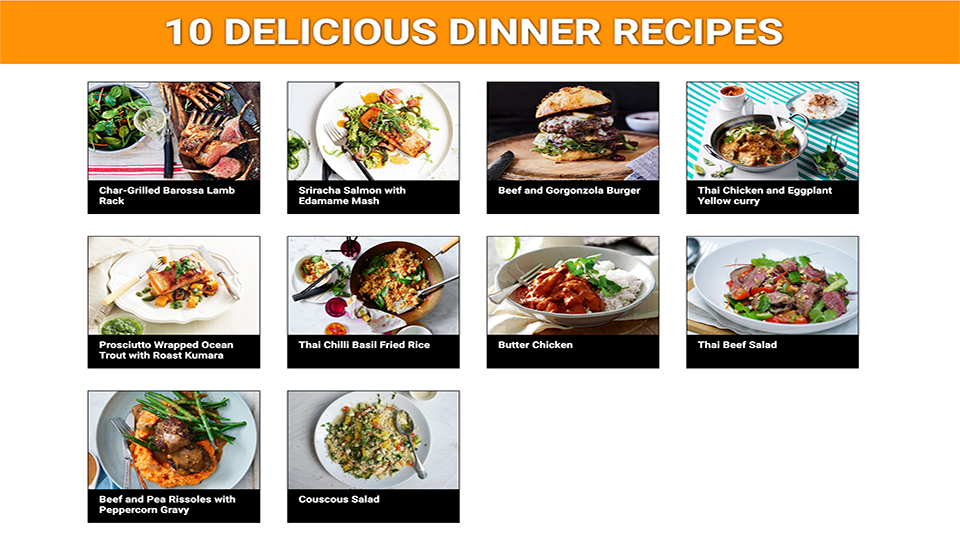 10 DELICIOUS DINNER RECIPES
Char-Grilled Barossa Lamb
Rack
Sriracha Salmon with
Edamame Mash
Beef and Gorgonzola Burger
Thai Chicken and Eggplant
Yellow curry
Prosciutto Wrapped Ocean
Trout with Roast Kumara
Thai Chilli Basil Fried Rice
Butter Chicken
Thai Beef Salad
Beef and Pea Rissoles with
Peppercorn Gravy
Couscous Salad